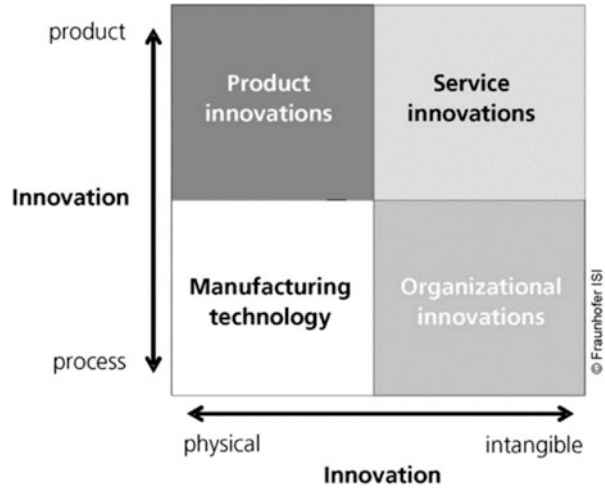 product
Product
innovations
Service
innovations
Innovation
Manufacturing
technology
Organizational
innovations
process
© Fraunhofer ISI
physical
intangible
Innovation